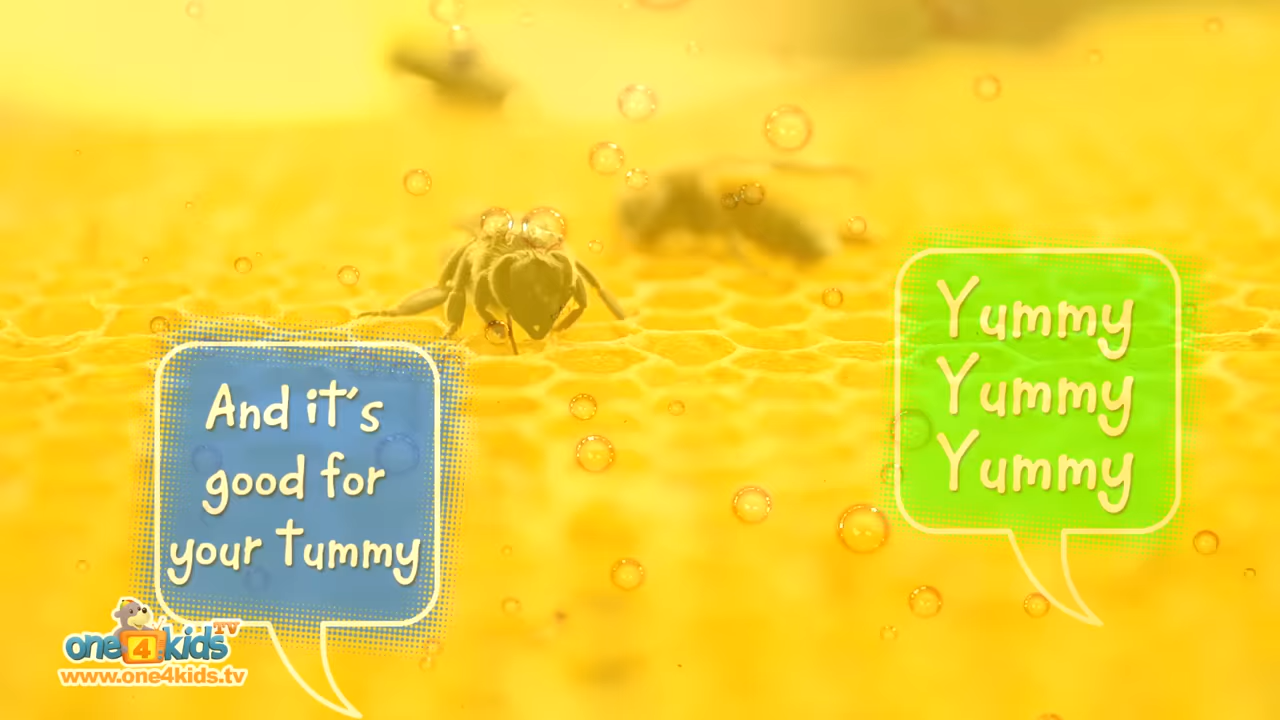 And it's
good for
your Tummy
Yummy
Yummy
Yummy
one4kids TV
www.one4kids.tv